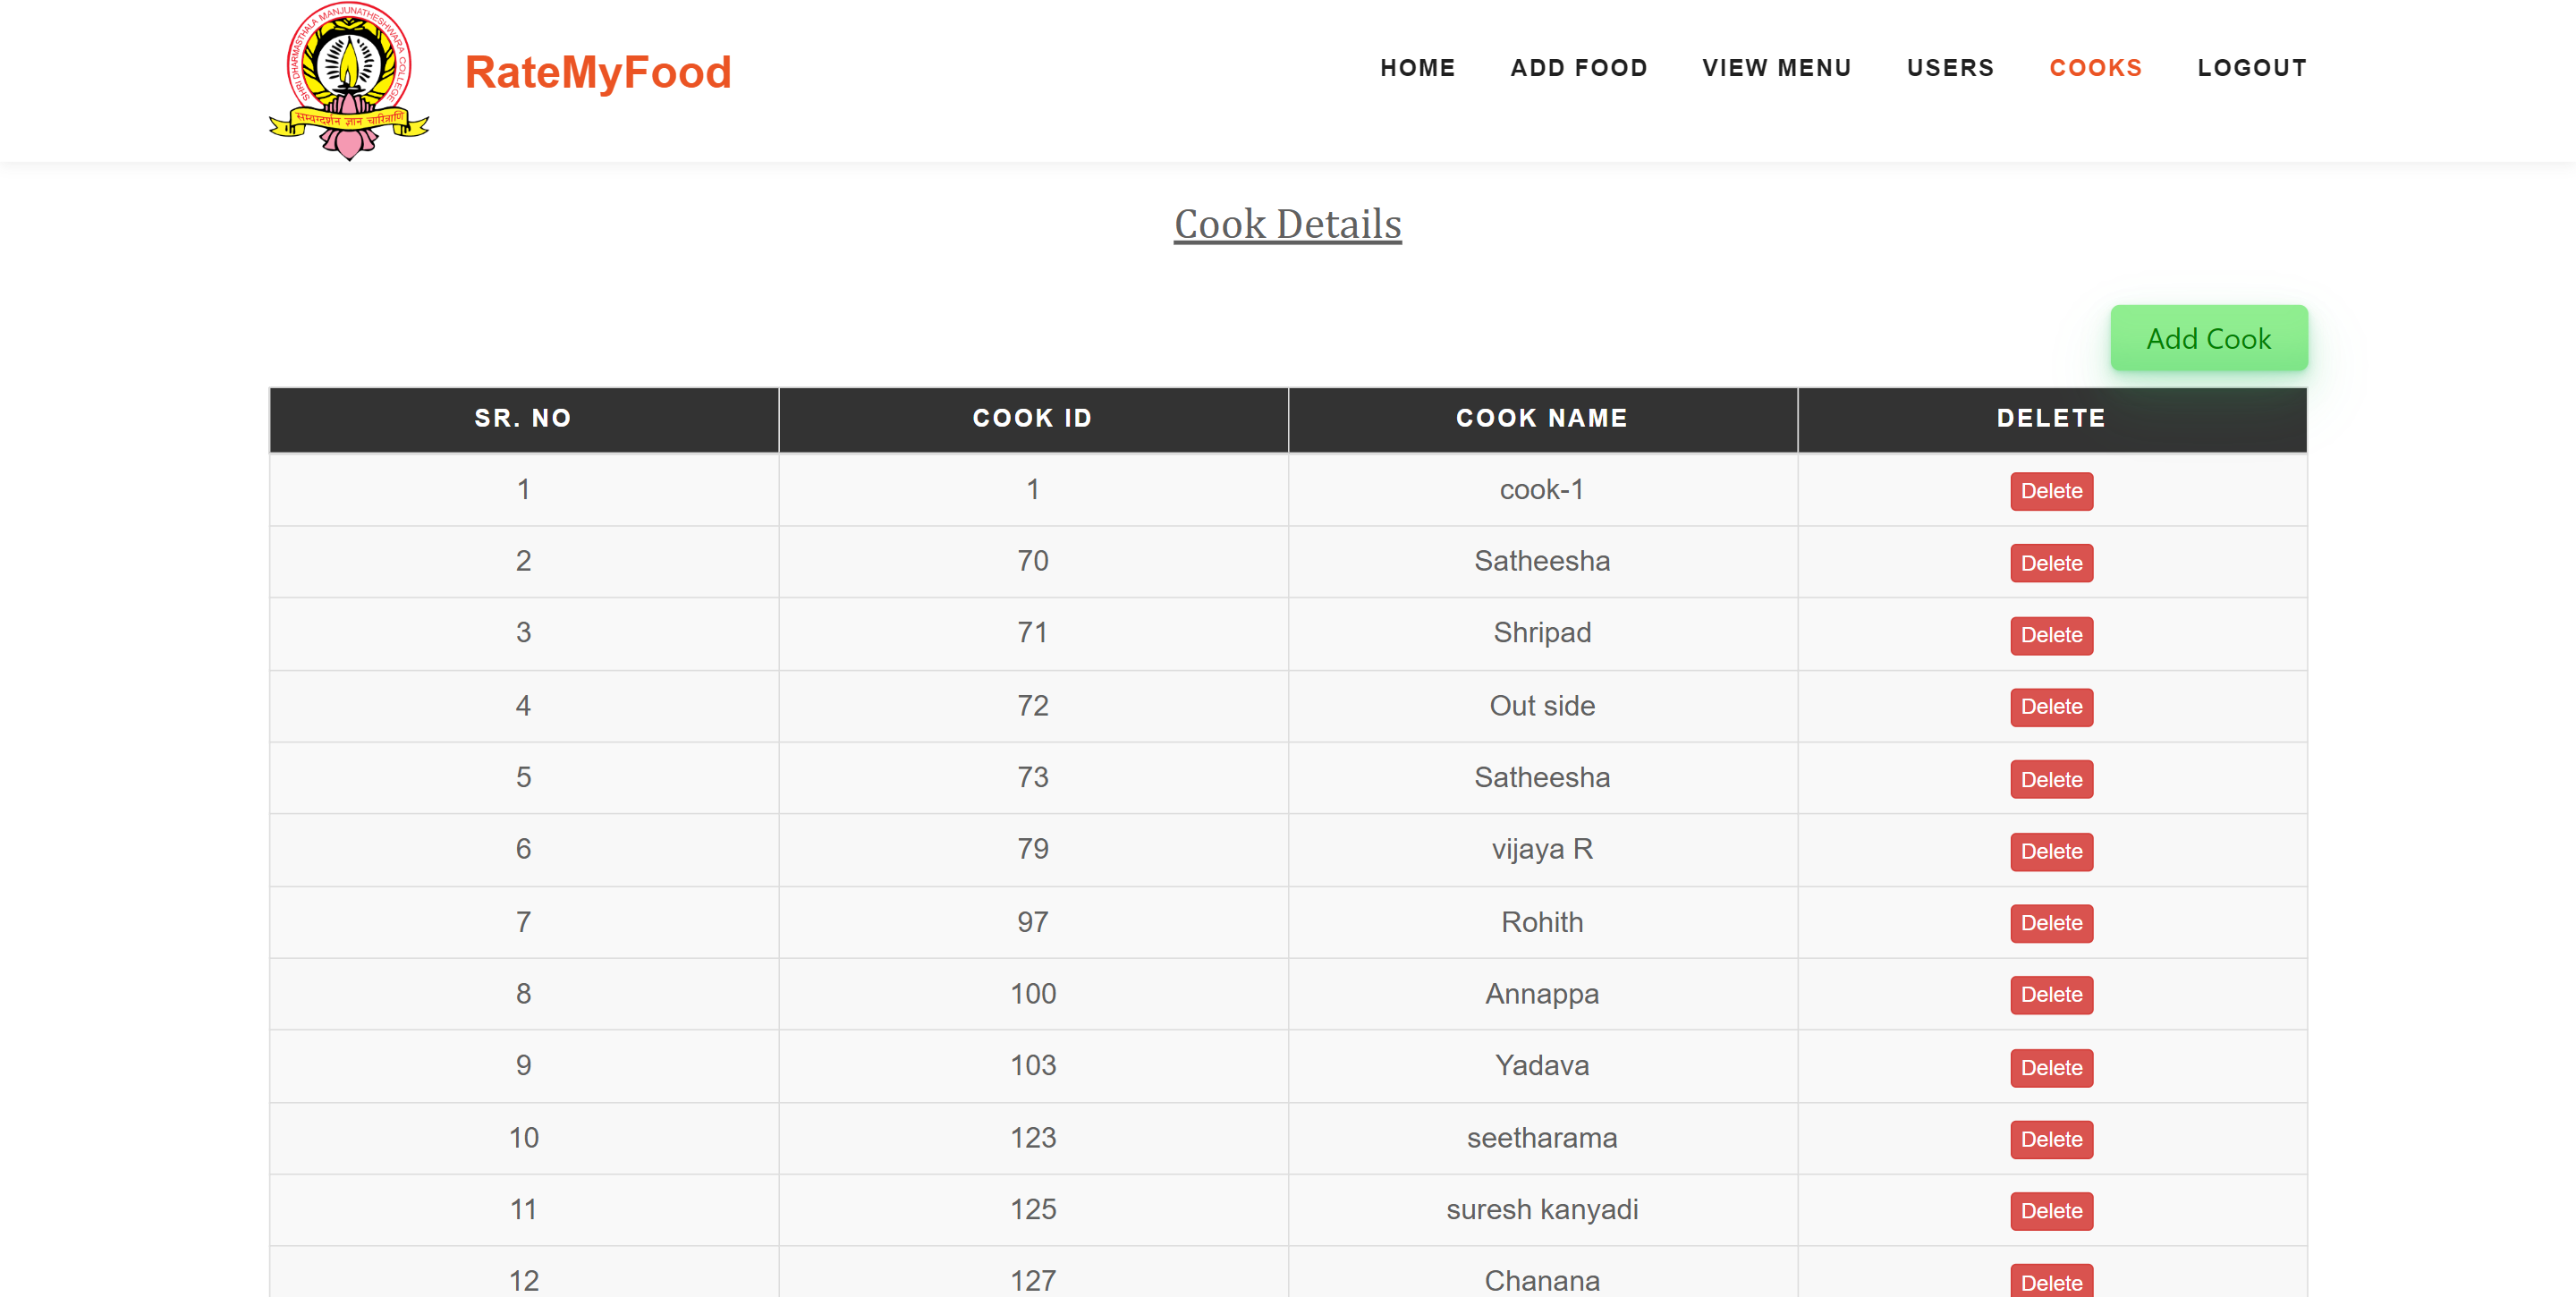 SHRI DHARMASTHALA MANJUNATHESHWARA COLLEGE
सम्यग्दर्शन ज्ञान चारित्राणि
RateMyFood
HOME ADD FOOD VIEW MENU USERS COOKS LOGOUT
Cook Details
Add Cook
SR. NO COOK ID COOK NAME DELETE
1 1 cook-1 Delete
2 70 Satheesha Delete
3 71 Shripad Delete
4 72 Out side Delete
5 73 Satheesha Delete
6 79 vijaya R Delete
7 97 Rohith Delete
8 100 Annappa Delete
9 103 Yadava Delete
10 123 seetharama Delete
11 125 suresh kanyadi Delete
12 127 Chanana Delete